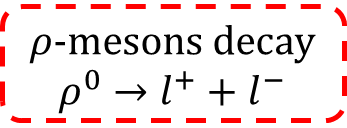 ρ-mesons decay
ρ⁰ → l⁺ + l⁻